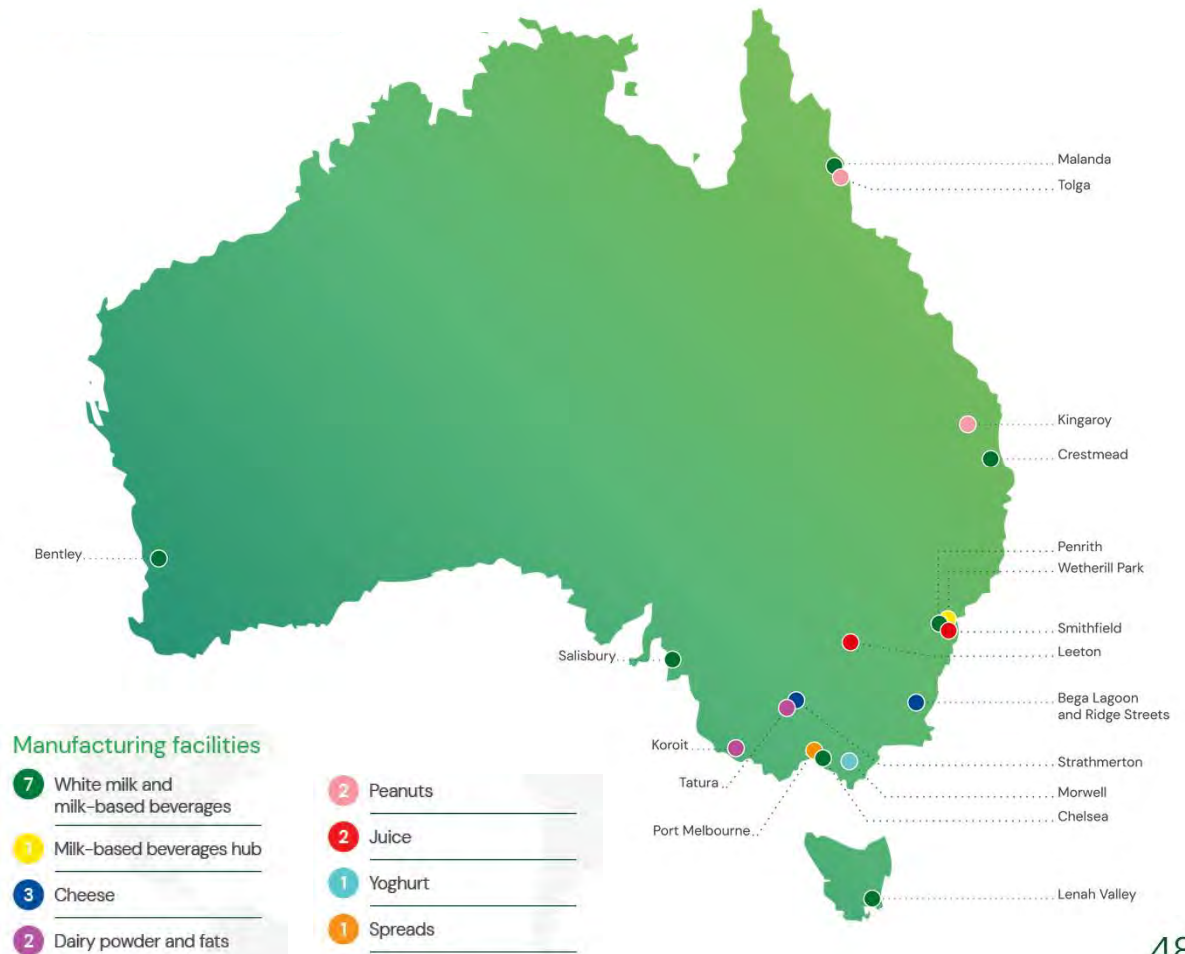 Malanda
Tolga
Kingaroy
Crestmead
Bentley
Penrith
Wetherill Park
Smithfield
Leeton
Salisbury
Bega Lagoon
and Ridge Streets
Koroit
Tatura
Strathmerton
Morwell
Chelsea
Port Melbourne
Lenah Valley
Manufacturing facilities
7 White milk and
milk-based beverages
1 Milk-based beverages hub
3 Cheese
2 Dairy powder and fats
2 Peanuts
2 Juice
1 Yoghurt
1 Spreads
48